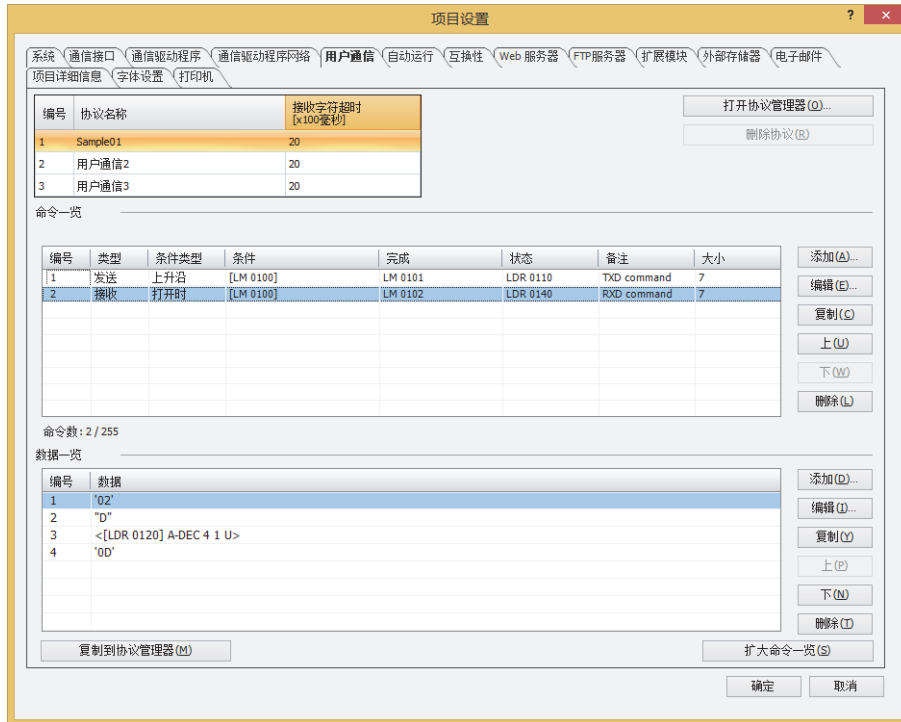 项目设置
? ×
系统 通信接口 通信驱动程序 通信驱动程序网络 用户通信 自动运行 互换性 Web 服务器 FTP服务器 扩展模块 外部存储器 电子邮件
项目详细信息 字体设置 打印机
编号 协议名称 接收字符超时
[x100毫秒]
1 Sample01 20
2 用户通信2 20
3 用户通信3 20
打开协议管理器(O)...
删除协议(R)
命令一览
编号 类型 条件类型 条件 完成 状态 备注 大小
1 发送 上升沿 [LM 0100] LM 0101 LDR 0110 TXD command 7
2 接收 打开时 [LM 0100] LM 0102 LDR 0140 RXD command 7
添加(A)...
编辑(E)...
复制(C)
上(U)
下(W)
删除(L)
命令数: 2 / 255
数据一览
编号 数据
1 '02'
2 "D"
3 <[LDR 0120] A-DEC 4 1 U>
4 '0D'
添加(D)...
编辑(I)...
复制(Y)
上(P)
下(N)
删除(T)
复制到协议管理器(M)
扩大命令一览(S)
确定 取消